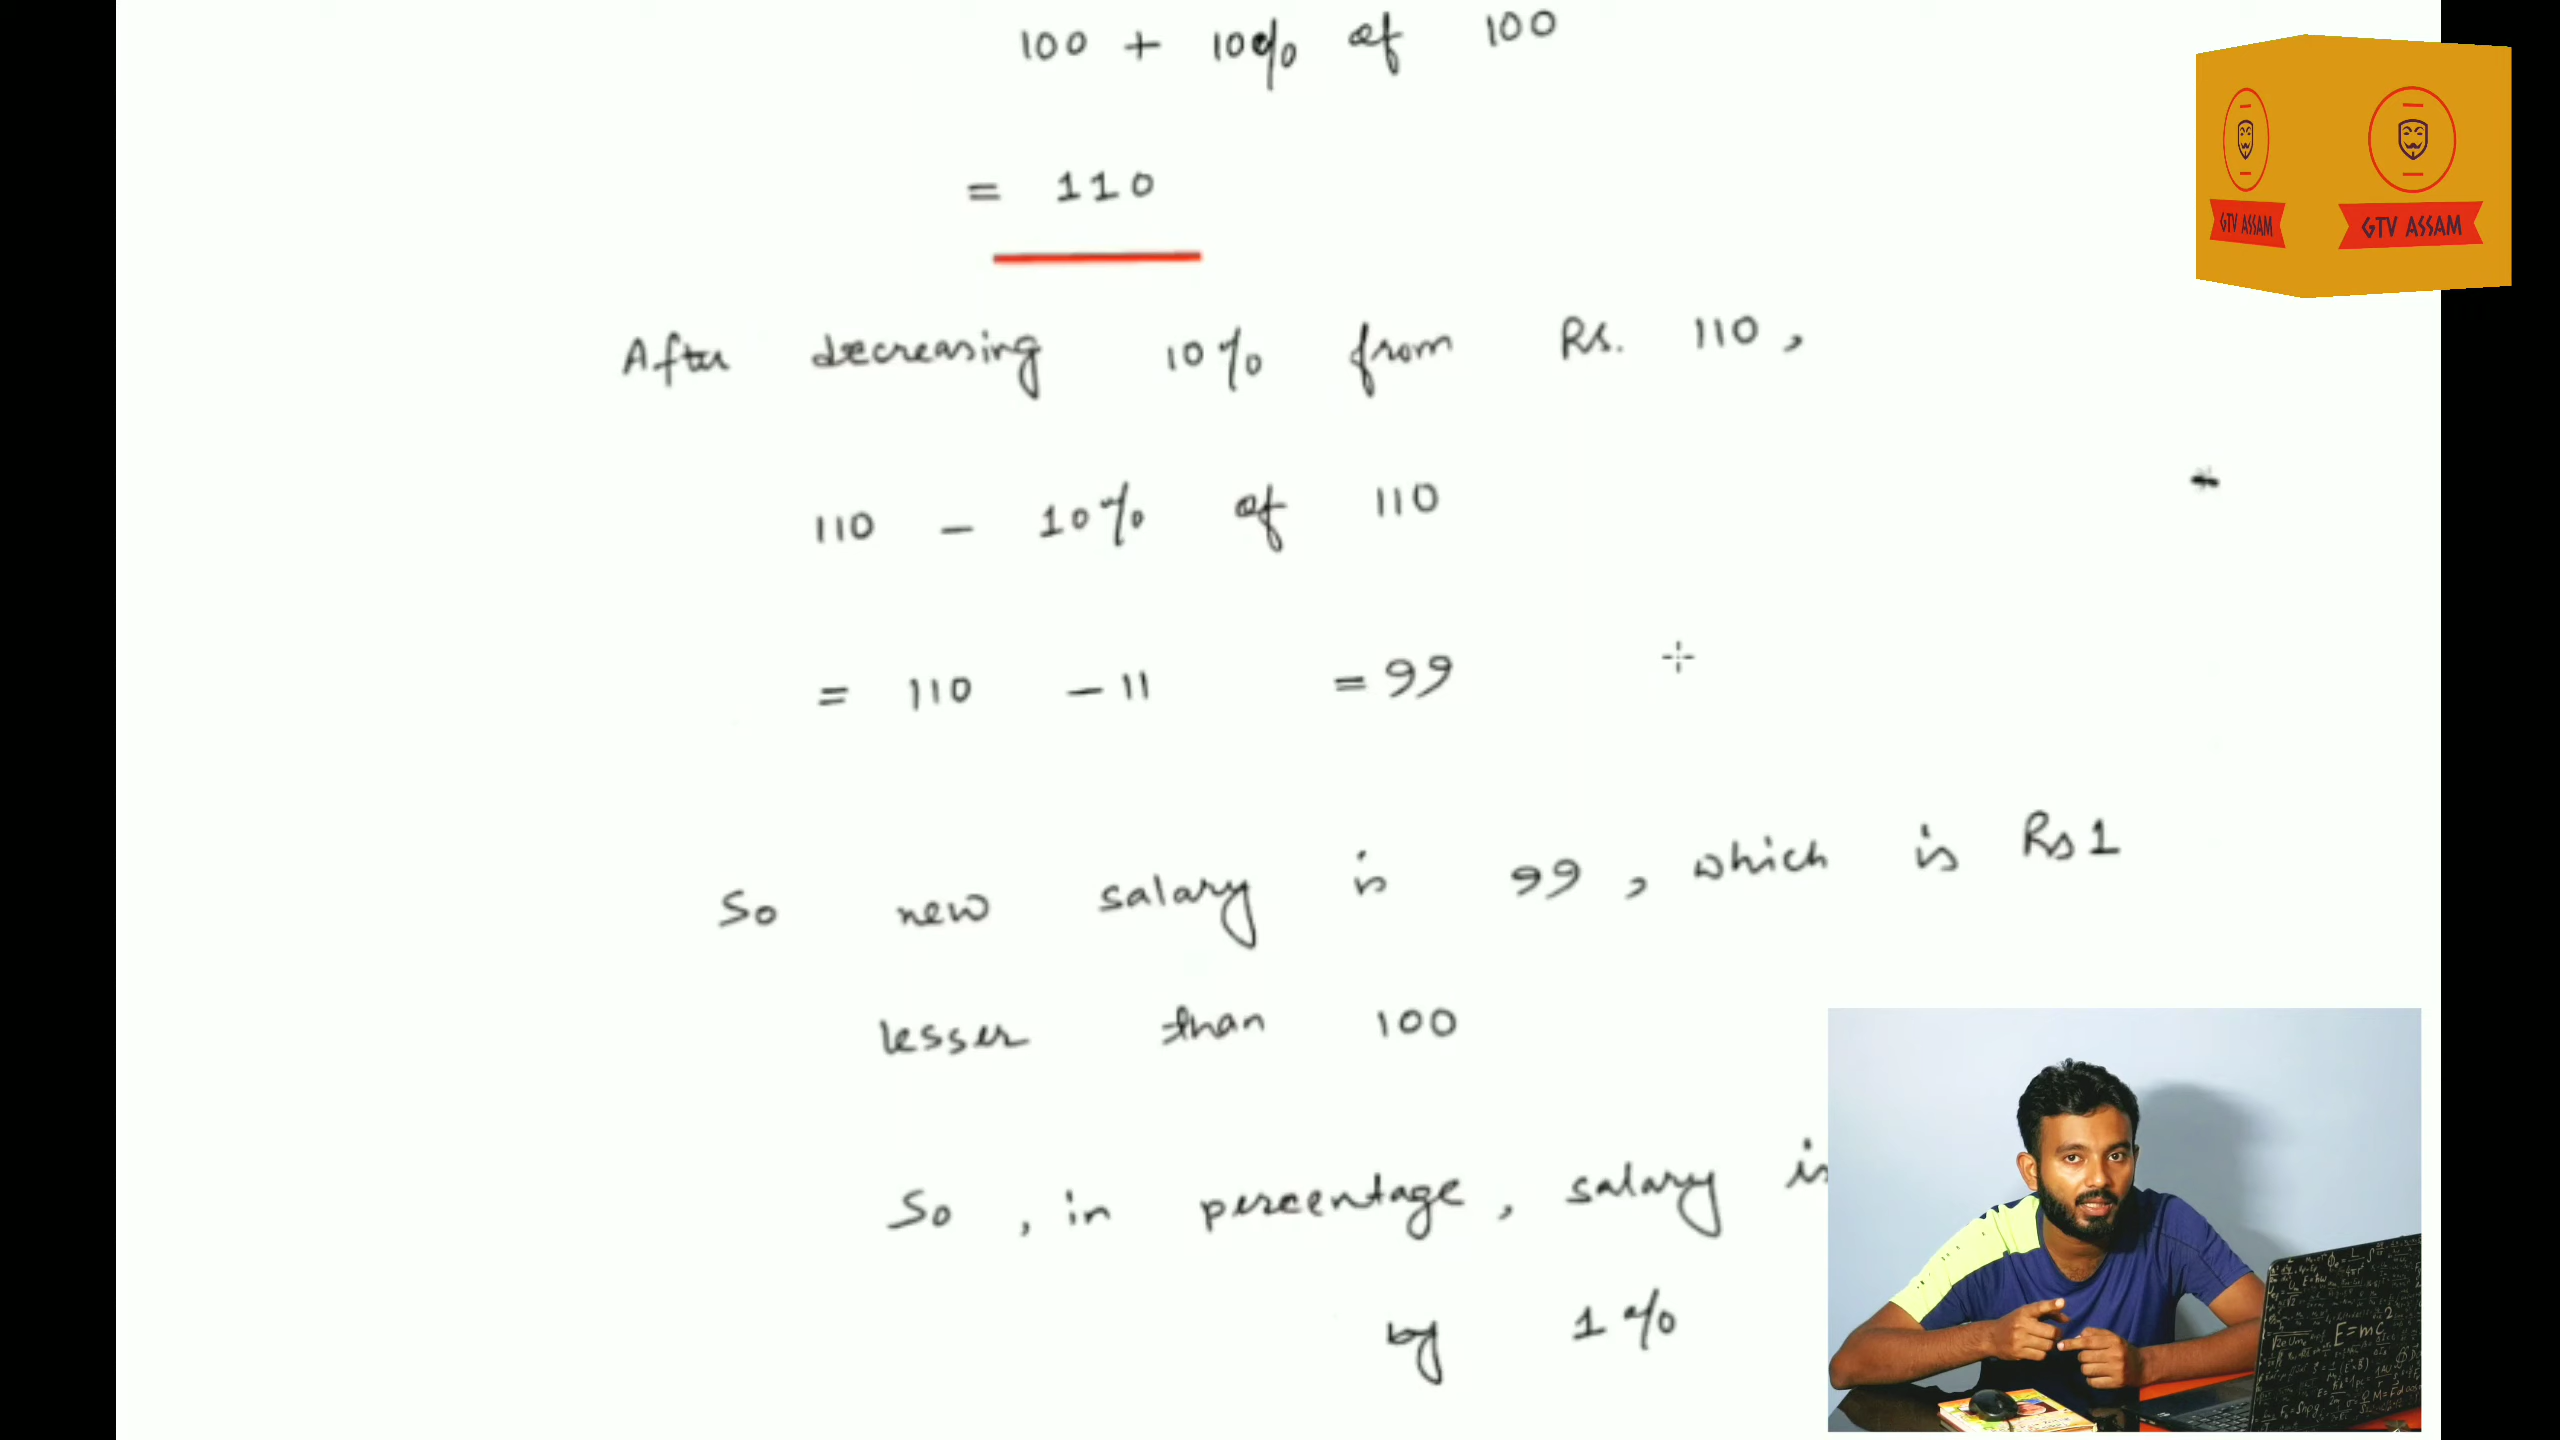 100 + 10% of 100
= 110
After decreasing 10% from Rs. 110,
110 - 10% of 110
= 110 - 11 = 99
So new salary is 99, which is Rs 1
lesser than 100
So, in percentage, salary is
by 1%
GTV ASSAM
GTV ASSAM
E=mc²